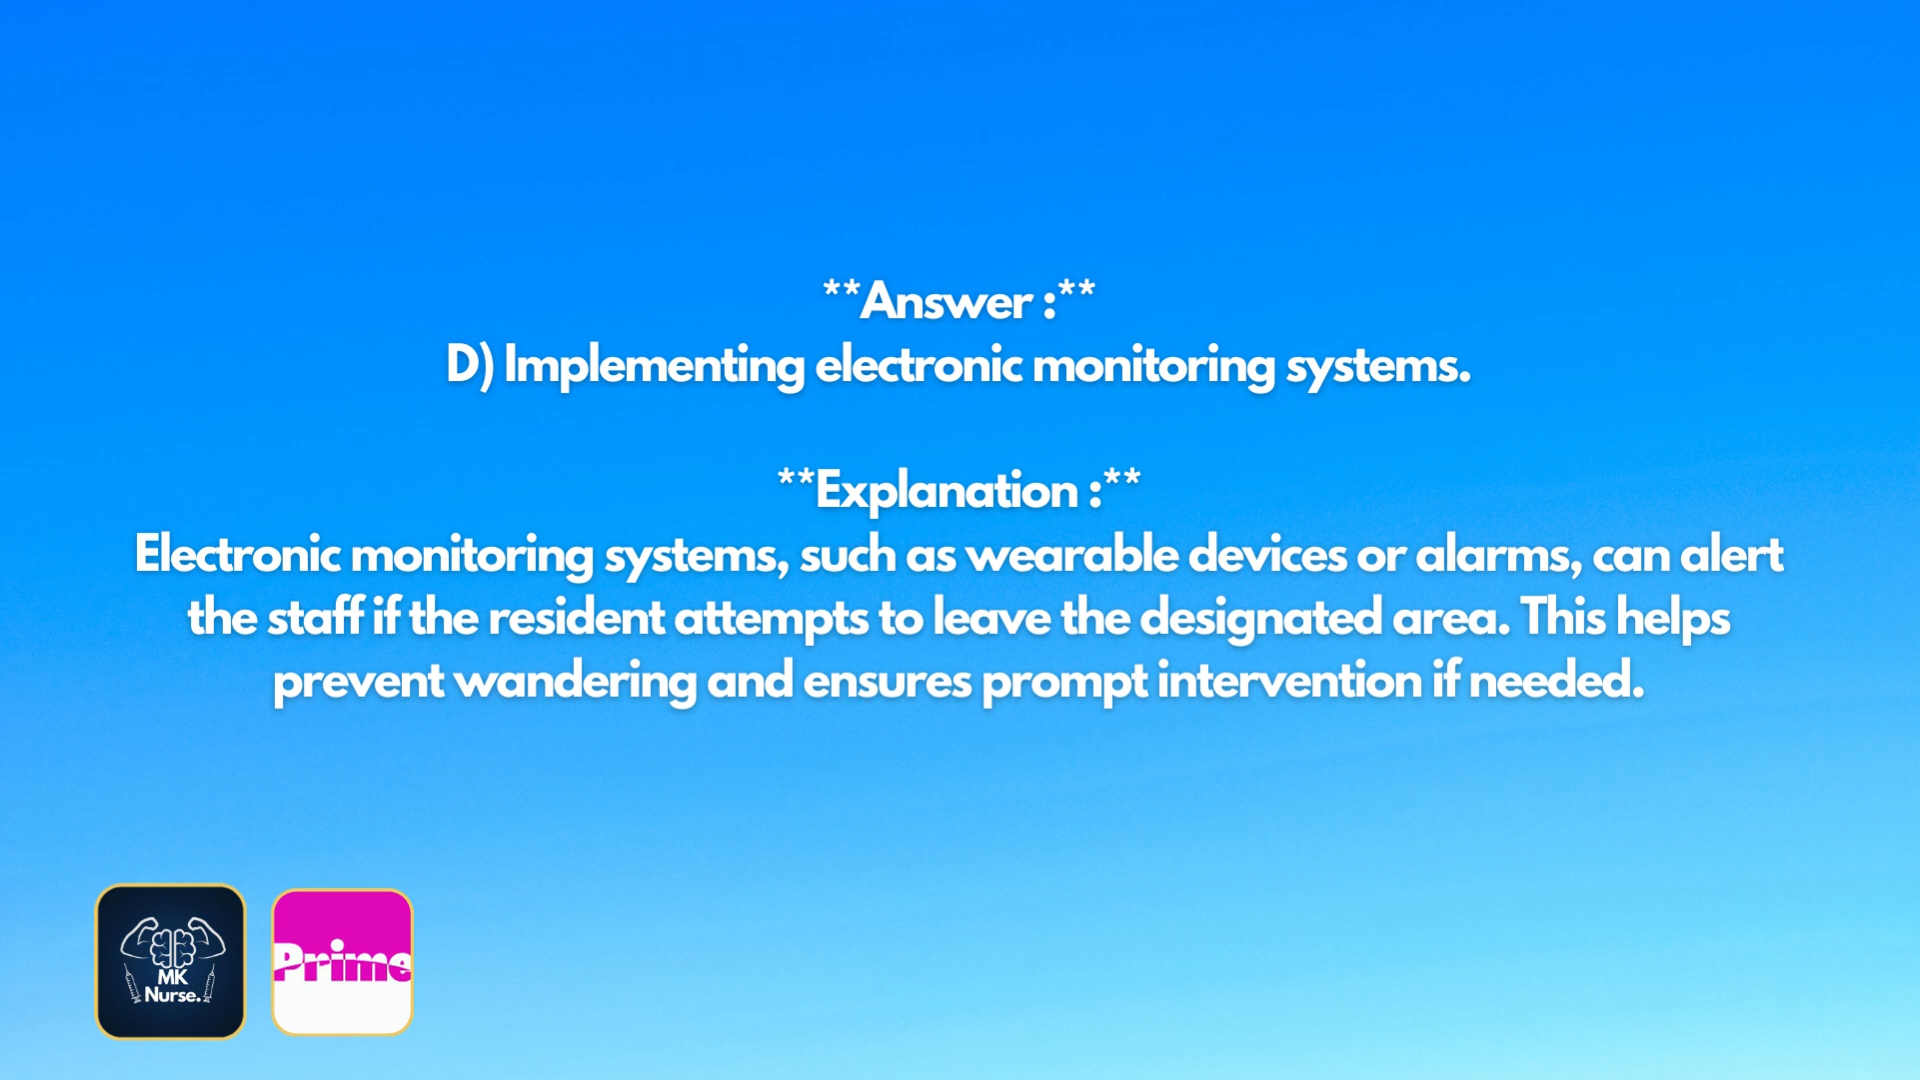 **Answer :**
D) Implementing electronic monitoring systems.
**Explanation :**
Electronic monitoring systems, such as wearable devices or alarms, can alert
the staff if the resident attempts to leave the designated area. This helps
prevent wandering and ensures prompt intervention if needed.
MK
Nurse.
Prime